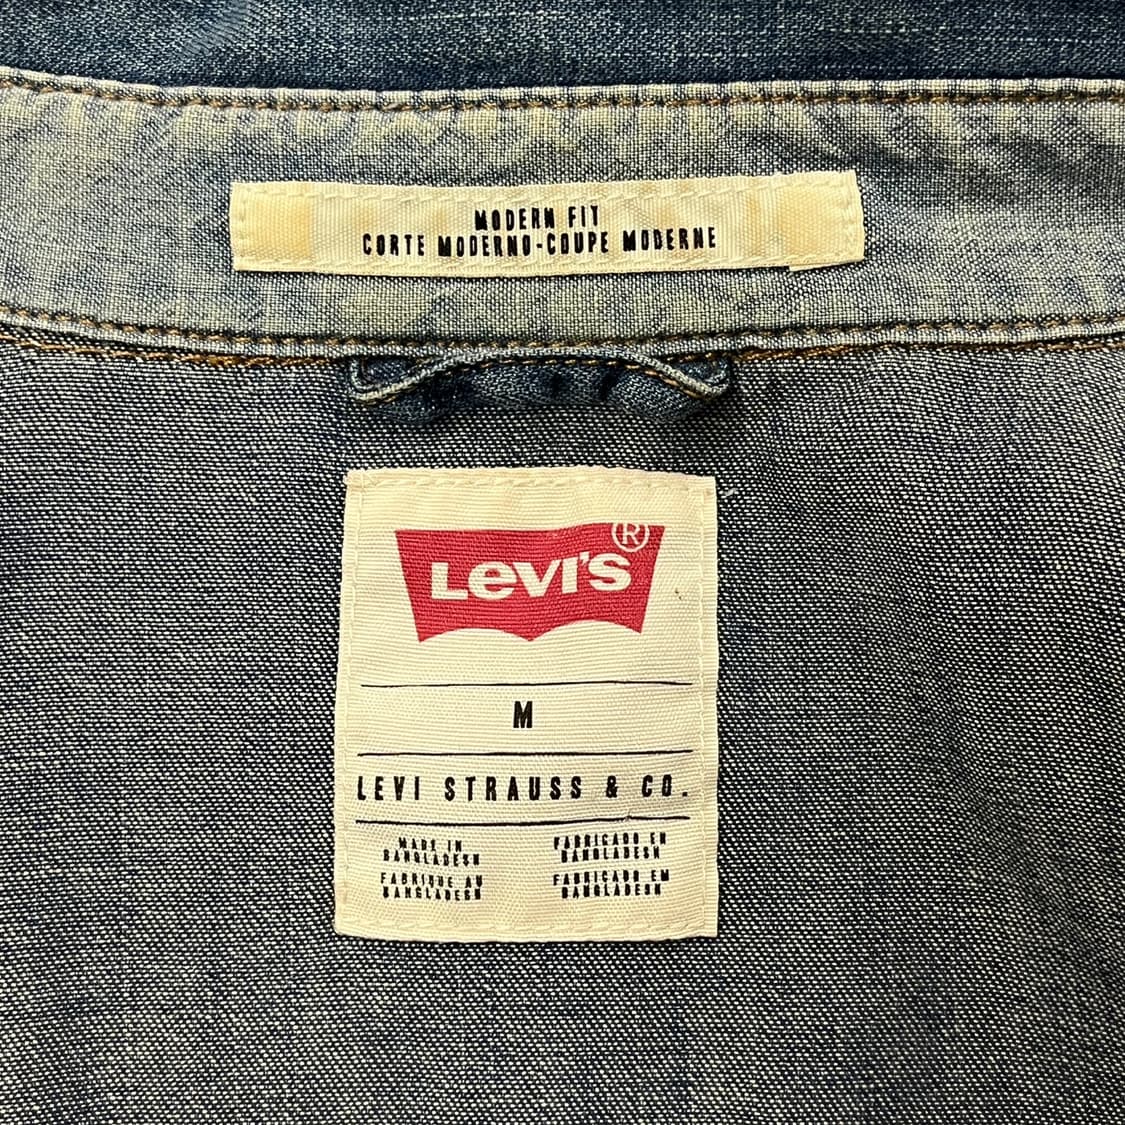 MODERN FIT
CORTE MODERNO-COUPE MODERNE
Levi's®
M
LEVI STRAUSS & CO.
MADE IN
BANGLADESH
FABRIQUE AU
BANGLADESH
FABRICADO EN
BANGLADESH
FABRICADO EM
BANGLADESH